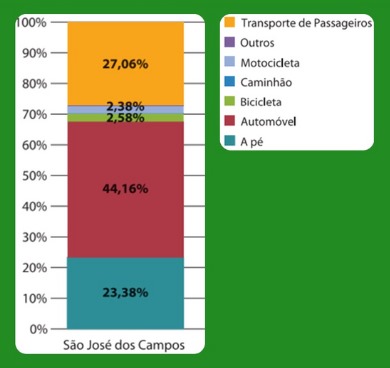 100%
90%
80%
70%
60%
50%
40%
30%
20%
10%
0%
27,06%
2,38%
2,58%
44,16%
23,38%
São José dos Campos
Transporte de Passageiros
Outros
Motocicleta
Caminhão
Bicicleta
Automóvel
A pé